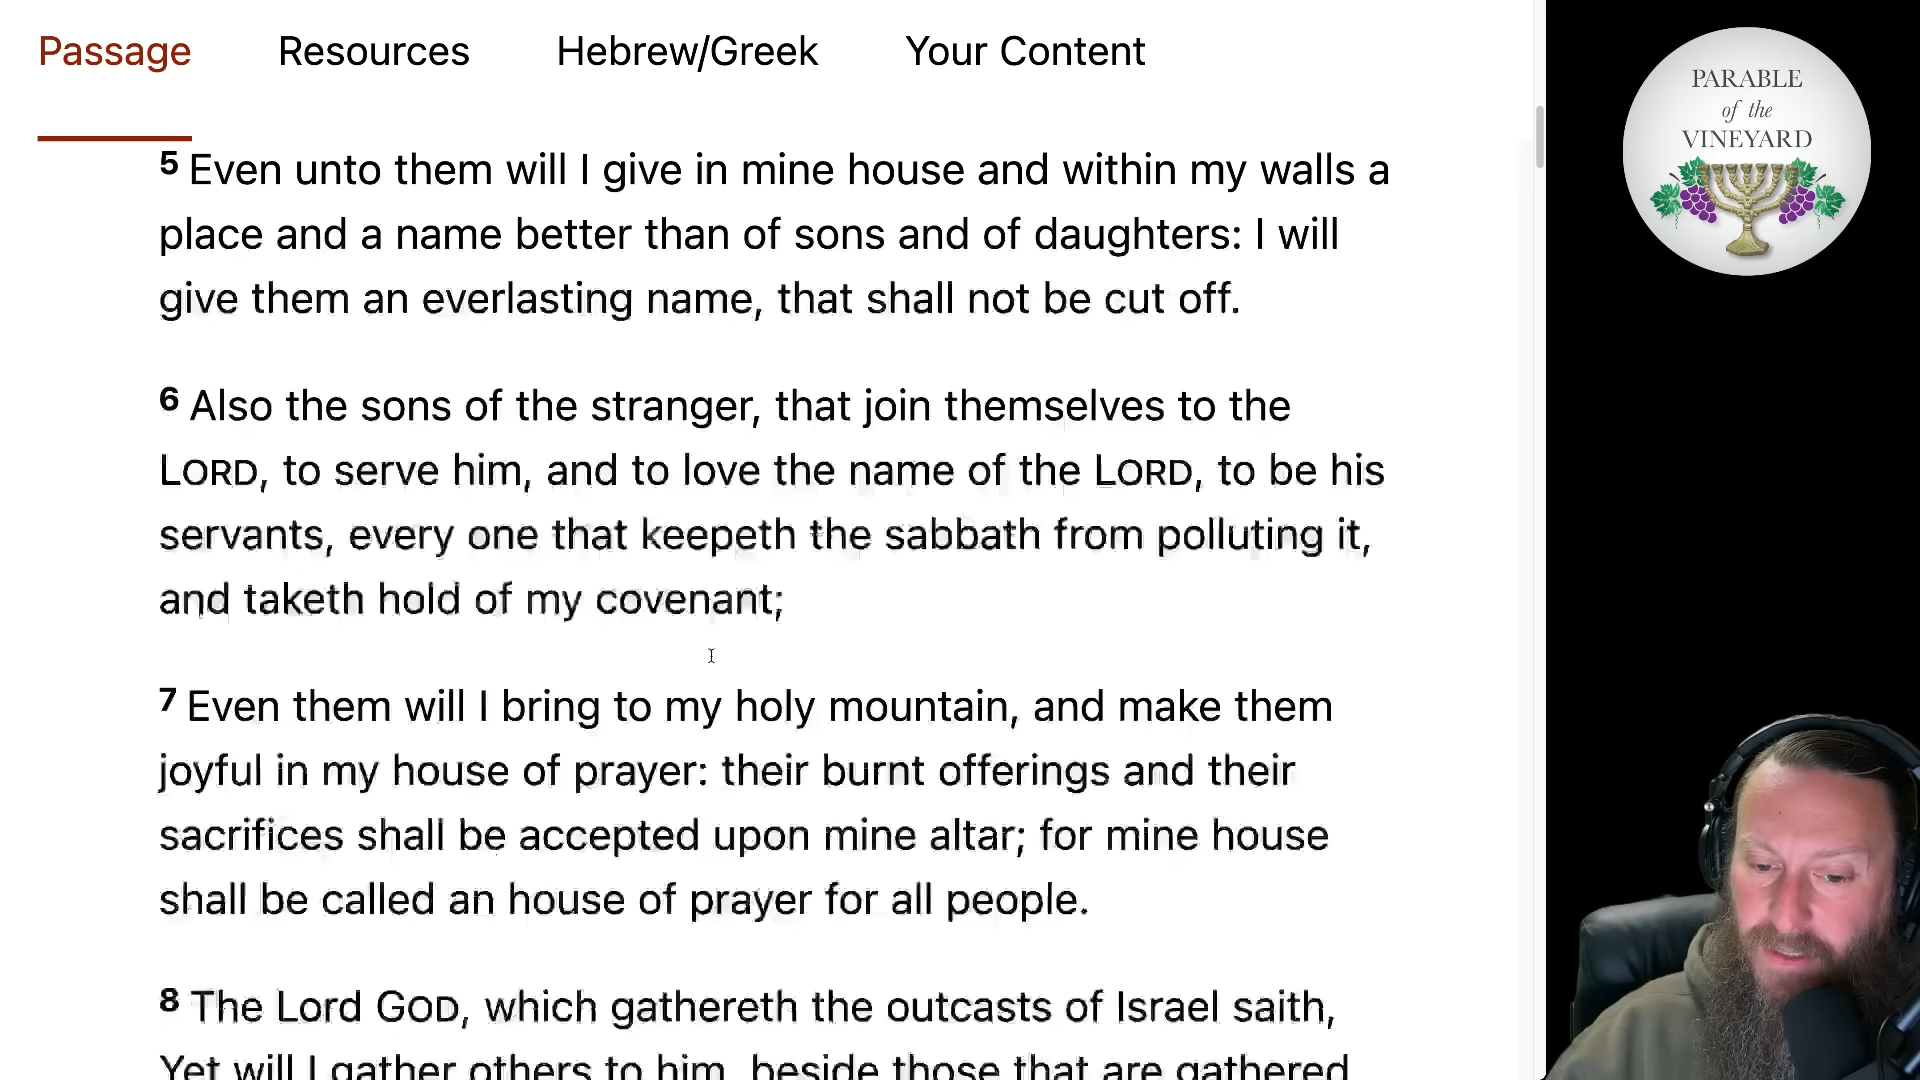 Passage Resources Hebrew/Greek Your Content
PARABLE
of the
VINEYARD
5 Even unto them will I give in mine house and within my walls a
place and a name better than of sons and of daughters: I will
give them an everlasting name, that shall not be cut off.
6 Also the sons of the stranger, that join themselves to the
LORD, to serve him, and to love the name of the LORD, to be his
servants, every one that keepeth the sabbath from polluting it,
and taketh hold of my covenant;
7 Even them will I bring to my holy mountain, and make them
joyful in my house of prayer: their burnt offerings and their
sacrifices shall be accepted upon mine altar; for mine house
shall be called an house of prayer for all people.
8 The Lord GOD, which gathereth the outcasts of Israel saith,
Yet will I gather others to him, beside those that are gathered